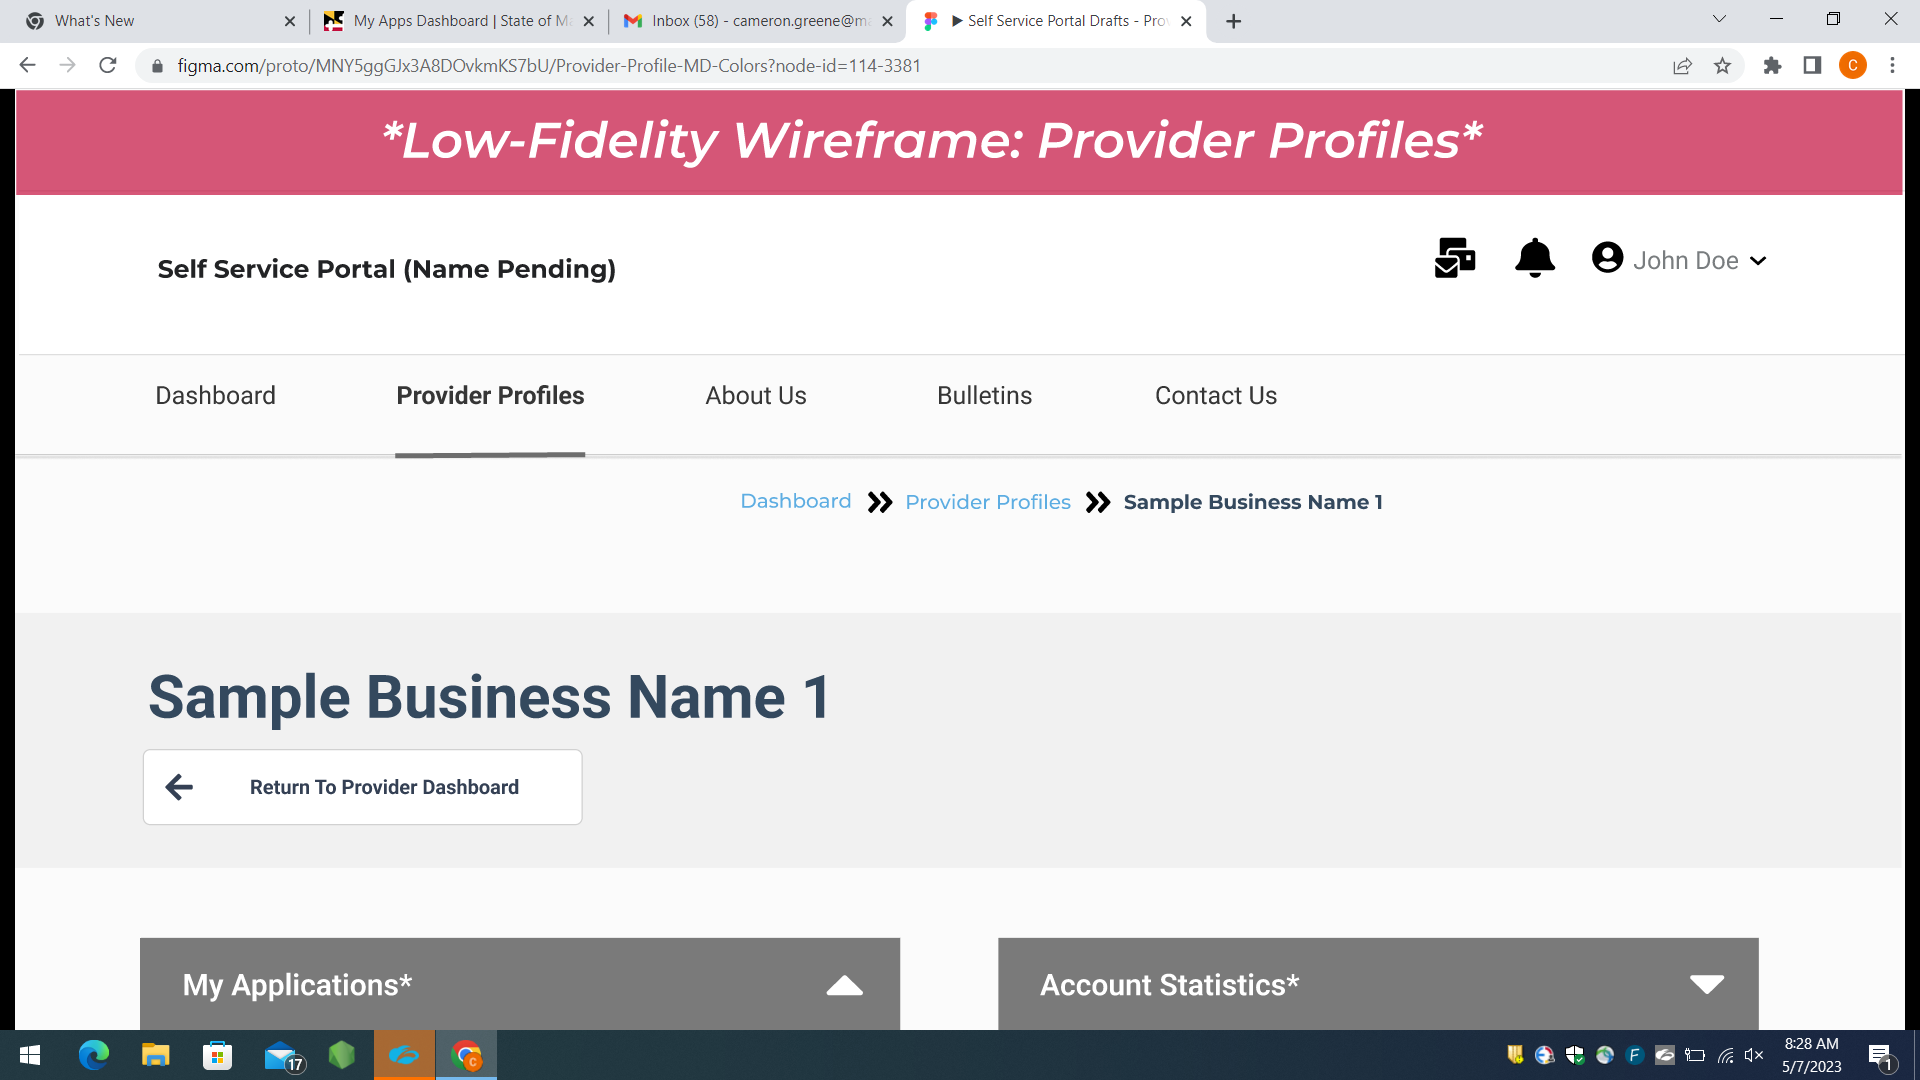 What's New
My Apps Dashboard | State of Ma
Inbox (58) - cameron.greene@ma
▶ Self Service Portal Drafts - Prov
figma.com/proto/MNY5ggGJx3A8DOvkmKS7bU/Provider-Profile-MD-Colors?node-id=114-3381
C
*Low-Fidelity Wireframe: Provider Profiles*
Self Service Portal (Name Pending)
John Doe
Dashboard
Provider Profiles
About Us
Bulletins
Contact Us
Dashboard
Provider Profiles
Sample Business Name 1
Sample Business Name 1
Return To Provider Dashboard
My Applications*
Account Statistics*
17
C
F
8:28 AM
5/7/2023
1